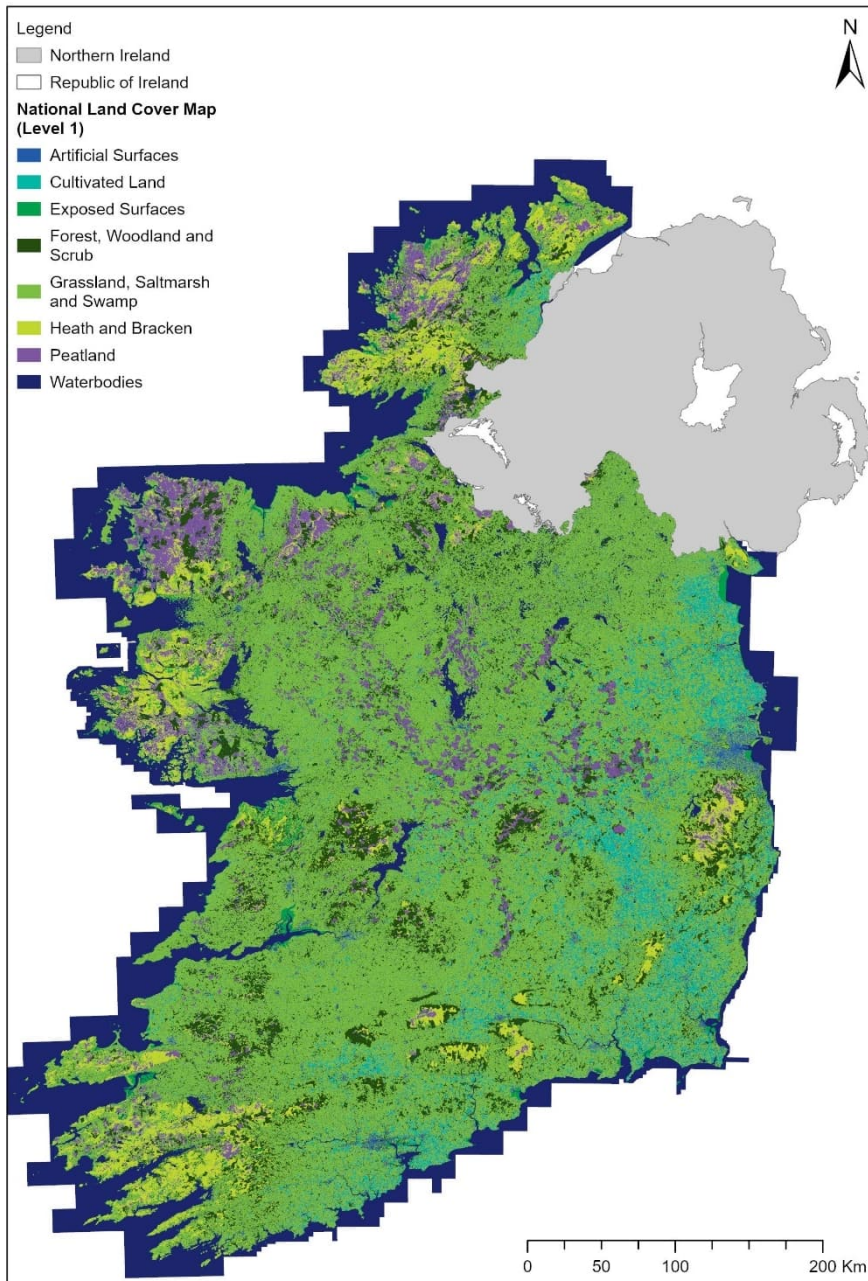 Legend
Northern Ireland
Republic of Ireland
National Land Cover Map
(Level 1)
Artificial Surfaces
Cultivated Land
Exposed Surfaces
Forest, Woodland and
Scrub
Grassland, Saltmarsh
and Swamp
Heath and Bracken
Peatland
Waterbodies
N
0 50 100 200 Km